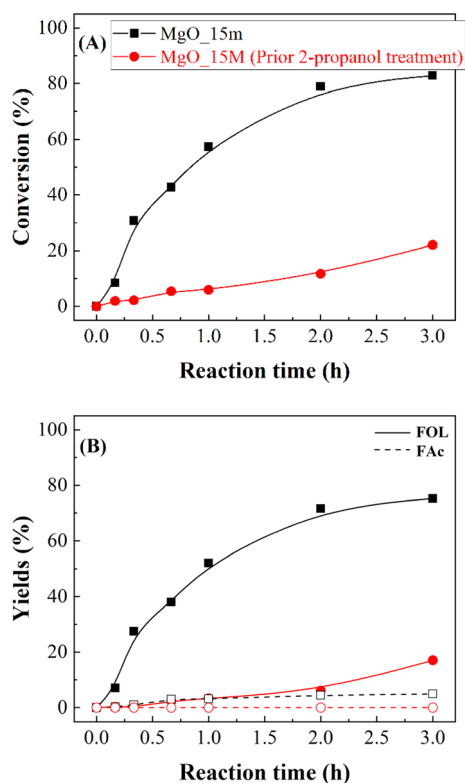 (A)
MgO_15m
MgO_15M (Prior 2-propanol treatment)
100
80
60
40
20
0
Conversion (%)
0.0 0.5 1.0 1.5 2.0 2.5 3.0
Reaction time (h)
(B)
FOL
FAc
100
80
60
40
20
0
Yields (%)
0.0 0.5 1.0 1.5 2.0 2.5 3.0
Reaction time (h)